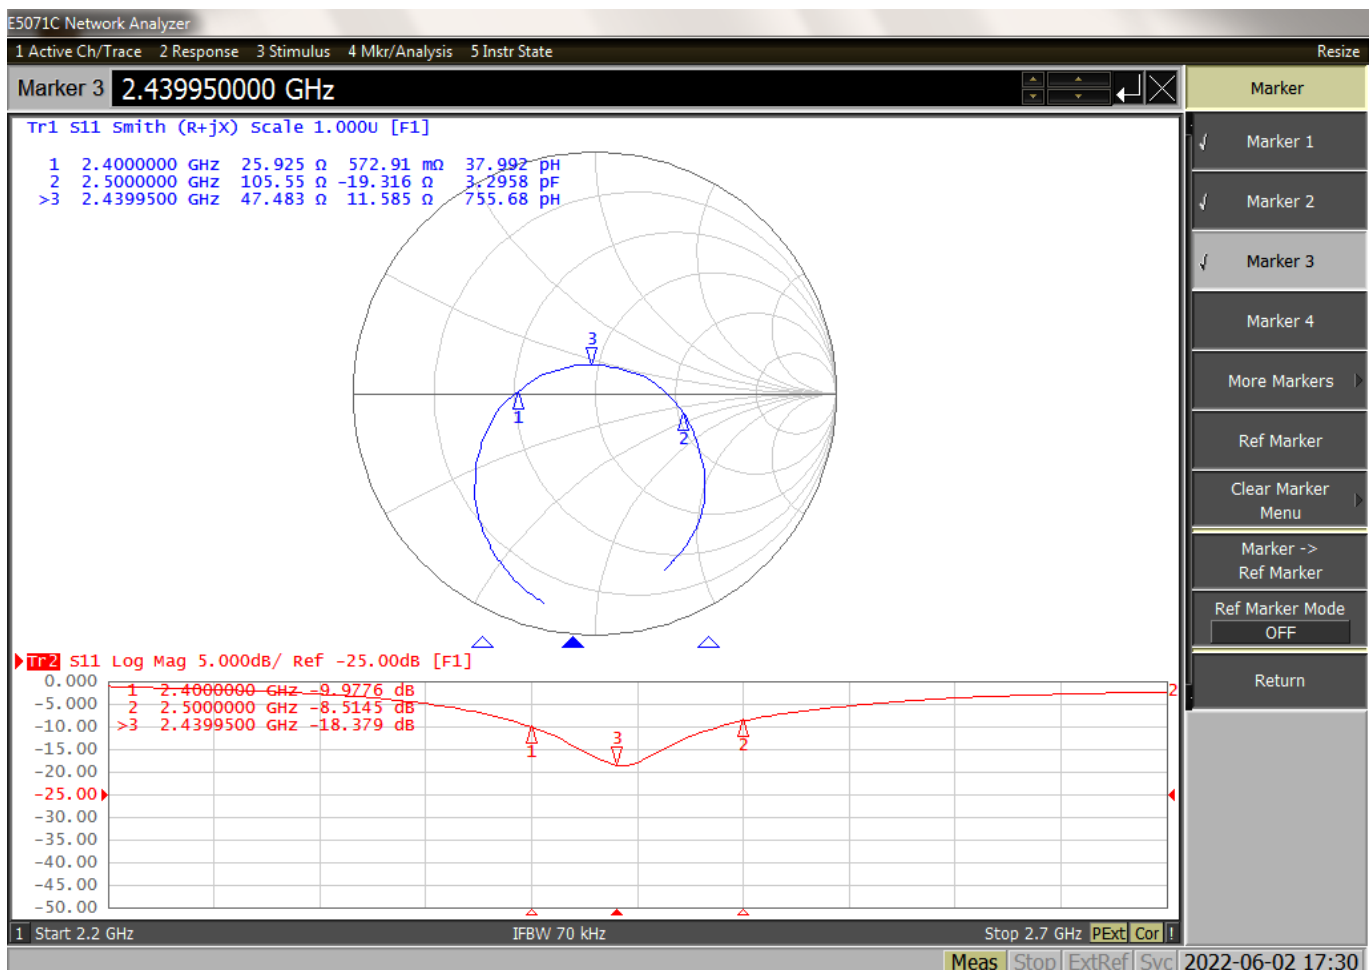 E5071C Network Analyzer
1 Active Ch/Trace 2 Response 3 Stimulus 4 Mkr/Analysis 5 Instr State Resize
Marker 3 2.439950000 GHz
Marker
Tr1 S11 Smith (R+jX) Scale 1.000U [F1]
1 2.4000000 GHz 25.925 Ω 572.91 mΩ 37.992 pH
2 2.5000000 GHz 105.55 Ω -19.316 Ω 3.2958 pF
>3 2.4399500 GHz 47.483 Ω 11.585 Ω 755.68 pH
3
1
2
Marker 1
Marker 2
Marker 3
Marker 4
More Markers
Ref Marker
Clear Marker
Menu
Marker ->
Ref Marker
Ref Marker Mode
OFF
Return
Tr2 S11 Log Mag 5.000dB/ Ref -25.00dB [F1]
0.000
-5.000
-10.00
-15.00
-20.00
-25.00
-30.00
-35.00
-40.00
-45.00
-50.00
1 2.4000000 GHz -9.9776 dB
2 2.5000000 GHz -8.5145 dB
>3 2.4399500 GHz -18.379 dB
1
3
2
2
1 Start 2.2 GHz IFBW 70 kHz Stop 2.7 GHz PExt Cor !
Meas Stop ExtRef Svc 2022-06-02 17:30